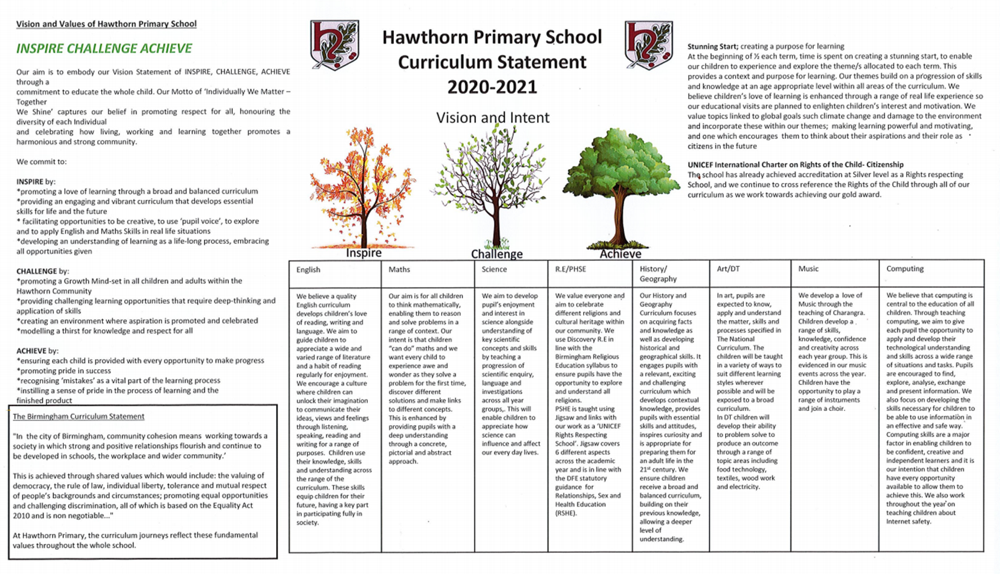 Vision and Values of Hawthorn Primary School
INSPIRE CHALLENGE ACHIEVE
Our aim is to embody our Vision Statement of INSPIRE, CHALLENGE, ACHIEVE
through a
commitment to educate the whole child. Our Motto of ‘Individually We Matter –
Together
We Shine’ captures our belief in promoting respect for all, honouring the
diversity of each Individual
and celebrating how living, working and learning together promotes a
harmonious and strong community.
We commit to:
INSPIRE by:
*promoting a love of learning through a broad and balanced curriculum
*providing an engaging and vibrant curriculum that develops essential
skills for life and the future
* facilitating opportunities to be creative, to use ‘pupil voice’, to explore
and to apply English and Maths Skills in real life situations
*developing an understanding of learning as a life-long process, embracing
all opportunities given
CHALLENGE by:
*promoting a Growth Mind-set in all children and adults within the
Hawthorn Community
*providing challenging learning opportunities that require deep-thinking and
application of skills
*creating an environment where aspiration is promoted and celebrated
*modelling a thirst for knowledge and respect for all
ACHIEVE by:
*ensuring each child is provided with every opportunity to make progress
*promoting pride in success
*recognising ‘mistakes’ as a vital part of the learning process
*instilling a sense of pride in the process of learning and the
finished product
The Birmingham Curriculum Statement
"In the city of Birmingham, community cohesion means working towards a
society in which strong and positive relationships flourish and continue to
be developed in schools, the workplace and wider community.’
This is achieved through shared values which would include: the valuing of
democracy, the rule of law, individual liberty, tolerance and mutual respect
of people’s backgrounds and circumstances; promoting equal opportunities
and challenging discrimination, all of which is based on the Equality Act
2010 and is non negotiable..."
At Hawthorn Primary, the curriculum journeys reflect these fundamental
values throughout the whole school.
Hawthorn Primary School
Curriculum Statement
2020-2021
Vision and Intent
Inspire
Challenge
Achieve
Stunning Start; creating a purpose for learning
At the beginning of ½ each term, time is spent on creating a stunning start, to enable
our children to experience and explore the theme/s allocated to each term. This
provides a context and purpose for learning. Our themes build on a progression of skills
and knowledge at an age appropriate level within all areas of the curriculum. We
believe children’s love of learning is enhanced through a range of real life experience so
our educational visits are planned to enlighten children’s interest and motivation. We
value topics linked to global goals such climate change and damage to the environment
and incorporate these within our themes; making learning powerful and motivating,
and one which encourages them to think about their aspirations and their role as
citizens in the future
UNICEF International Charter on Rights of the Child- Citizenship
The school has already achieved accreditation at Silver level as a Rights respecting
School, and we continue to cross reference the Rights of the Child through all of our
curriculum as we work towards achieving our gold award.
English
We believe a quality
English curriculum
develops children’s love
of reading, writing and
language. We aim to
guide children to
appreciate a wide and
varied range of literature
and a habit of reading
regularly for enjoyment.
We encourage a culture
where children can
unlock their imagination
to communicate their
ideas, views and feelings
through listening,
speaking, reading and
writing for a range of
purposes. Children use
their knowledge, skills
and understanding across
the range of the
curriculum. These skills
equip children for their
future, having a key part
in participating fully in
society.
Maths
Our aim is for all children
to think mathematically,
enabling them to reason
and solve problems in a
range of context. Our
intent is that children
“can do” maths and we
want every child to
experience awe and
wonder as they solve a
problem for the first time,
discover different
solutions and make links
to different concepts.
This is enhanced by
providing pupils with a
deep understanding
through a concrete,
pictorial and abstract
approach.
Science
We aim to develop
pupil’s enjoyment
and interest in
science alongside
understanding of
key scientific
concepts and skills
by teaching a
progression of
scientific enquiry,
language and
investigations
across all year
groups,. This will
enable children to
appreciate how
science can
influence and affect
our every day lives.
R.E/PHSE
We value everyone and
aim to celebrate
different religions and
cultural heritage within
our community. We
use Discovery R.E in
line with the
Birmingham Religious
Education syllabus to
ensure pupils have the
opportunity to explore
and understand all
religions.
PSHE is taught using
Jigsaw and links with
our work as a ‘UNICEF
Rights Respecting
School’. Jigsaw covers
6 different aspects
across the academic
year and is in line with
the DFE statutory
guidance for
Relationships, Sex and
Health Education
(RSHE).
History/
Geography
Our History and
Geography
Curriculum focuses
on acquiring facts
and knowledge as
well as developing
historical and
geographical skills. It
engages pupils with
a relevant, exciting
and challenging
curriculum which
develops contextual
knowledge, provides
pupils with essential
skills and attitudes,
inspires curiosity and
is appropriate for
preparing them for
an adult life in the
21st century. We
ensure children
receive a broad and
balanced curriculum,
building on their
previous knowledge,
allowing a deeper
level of
understanding.
Art/DT
In art, pupils are
expected to know,
apply and understand
the matter, skills and
processes specified in
The National
Curriculum. The
children will be taught
in a variety of ways to
suit different learning
styles wherever
possible and will be
exposed to a broad
curriculum.
In DT children will
develop their ability
to problem solve to
produce an outcome
through a range of
topic areas including
food technology,
textiles, wood work
and electricity.
Music
We develop a love of
Music through the
teaching of Charanga.
Children develop a
range of skills,
knowledge, confidence
and creativity across
each year group. This is
evidenced in our music
events across the year.
Children have the
opportunity to play a
range of instruments
and join a choir.
Computing
We believe that computing is
central to the education of all
children. Through teaching
computing, we aim to give
each pupil the opportunity to
apply and develop their
technological understanding
and skills across a wide range
of situations and tasks. Pupils
are encouraged to find,
explore, analyse, exchange
and present information. We
also focus on developing the
skills necessary for children to
be able to use information in
an effective and safe way.
Computing skills are a major
factor in enabling children to
be confident, creative and
independent learners and it is
our intention that children
have every opportunity
available to allow them to
achieve this. We also work
throughout the year on
teaching children about
Internet safety.